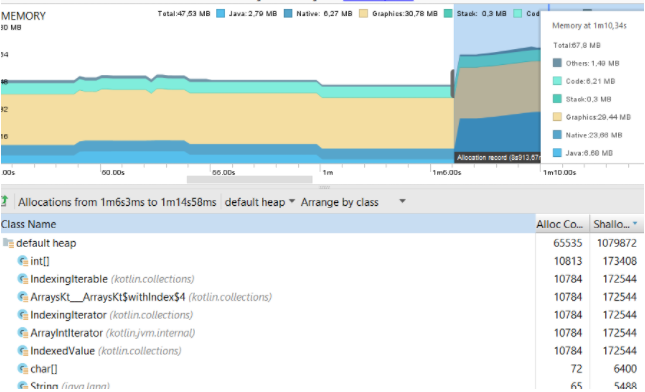 MEMORY
Total:47,53 MB Java:2,79 MB Native: 6,27 MB Graphics:30,78 MB Stack: 0,3 MB Cod
Memory at 1m10,34s
Total:67,8 MB
Others: 1,49 MB
Code:6,21 MB
Stack:0,3 MB
Graphics:29,44 MB
Native:23,66 MB
Java:6,68 MB
32
16
Allocation record (8s913.67
.00s 50.00s 55.00s 1m 1m5.00s 1m10.00s
Allocations from 1m6s3ms to 1m14s58ms default heap Arrange by class
Class Name Alloc Co... Shallo...
default heap 65535 1079872
int[] 10813 173408
IndexingIterable (kotlin.collections) 10784 172544
ArraysKt___ArraysKt$withIndex$4 (kotlin.collections) 10784 172544
IndexingIterator (kotlin.collections) 10784 172544
ArrayIntIterator (kotlin.jvm.internal) 10784 172544
IndexedValue (kotlin.collections) 10784 172544
char[] 72 6400
String (java.lang) 65 5488